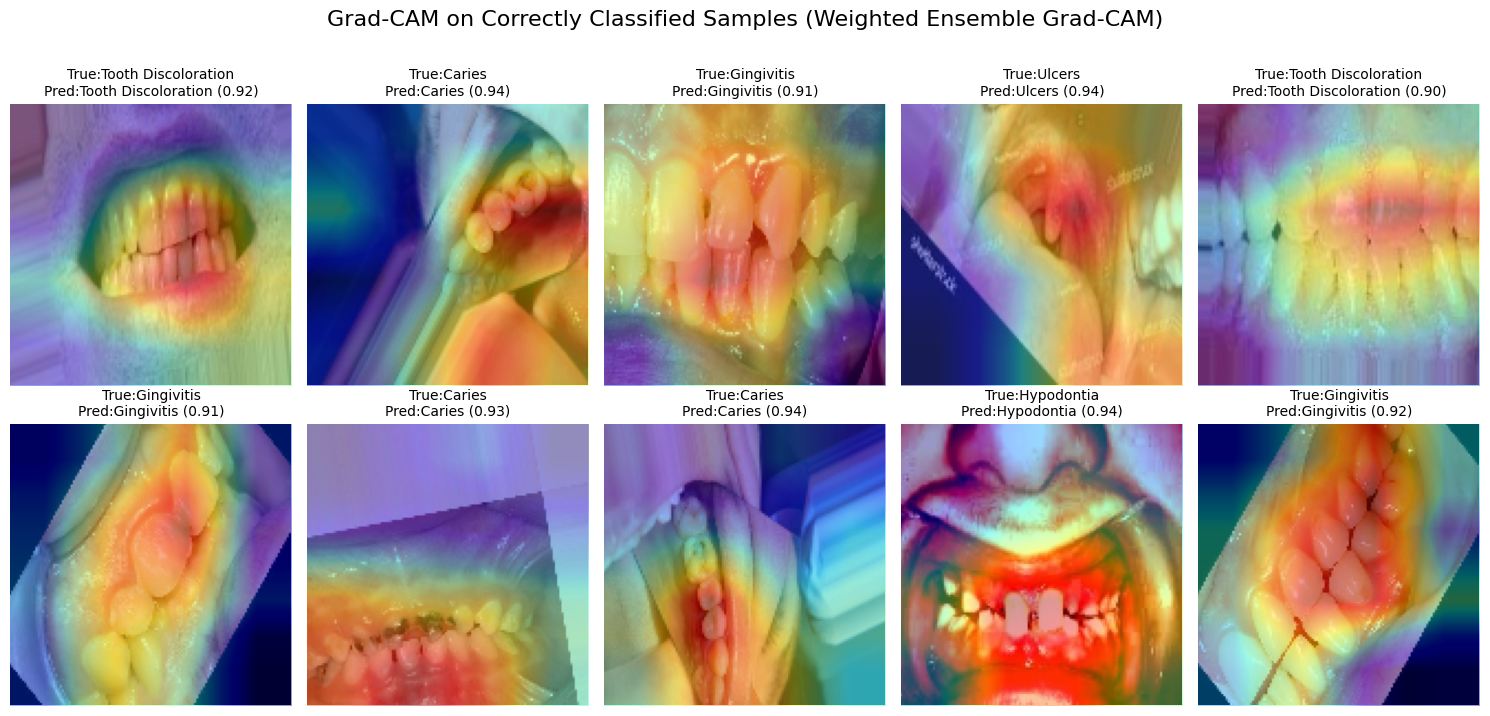 Grad-CAM on Correctly Classified Samples (Weighted Ensemble Grad-CAM)
True:Tooth Discoloration
Pred:Tooth Discoloration (0.92)
True:Caries
Pred:Caries (0.94)
True:Gingivitis
Pred:Gingivitis (0.91)
True:Ulcers
Pred:Ulcers (0.94)
True:Tooth Discoloration
Pred:Tooth Discoloration (0.90)
True:Gingivitis
Pred:Gingivitis (0.91)
True:Caries
Pred:Caries (0.93)
True:Caries
Pred:Caries (0.94)
True:Hypodontia
Pred:Hypodontia (0.94)
True:Gingivitis
Pred:Gingivitis (0.92)